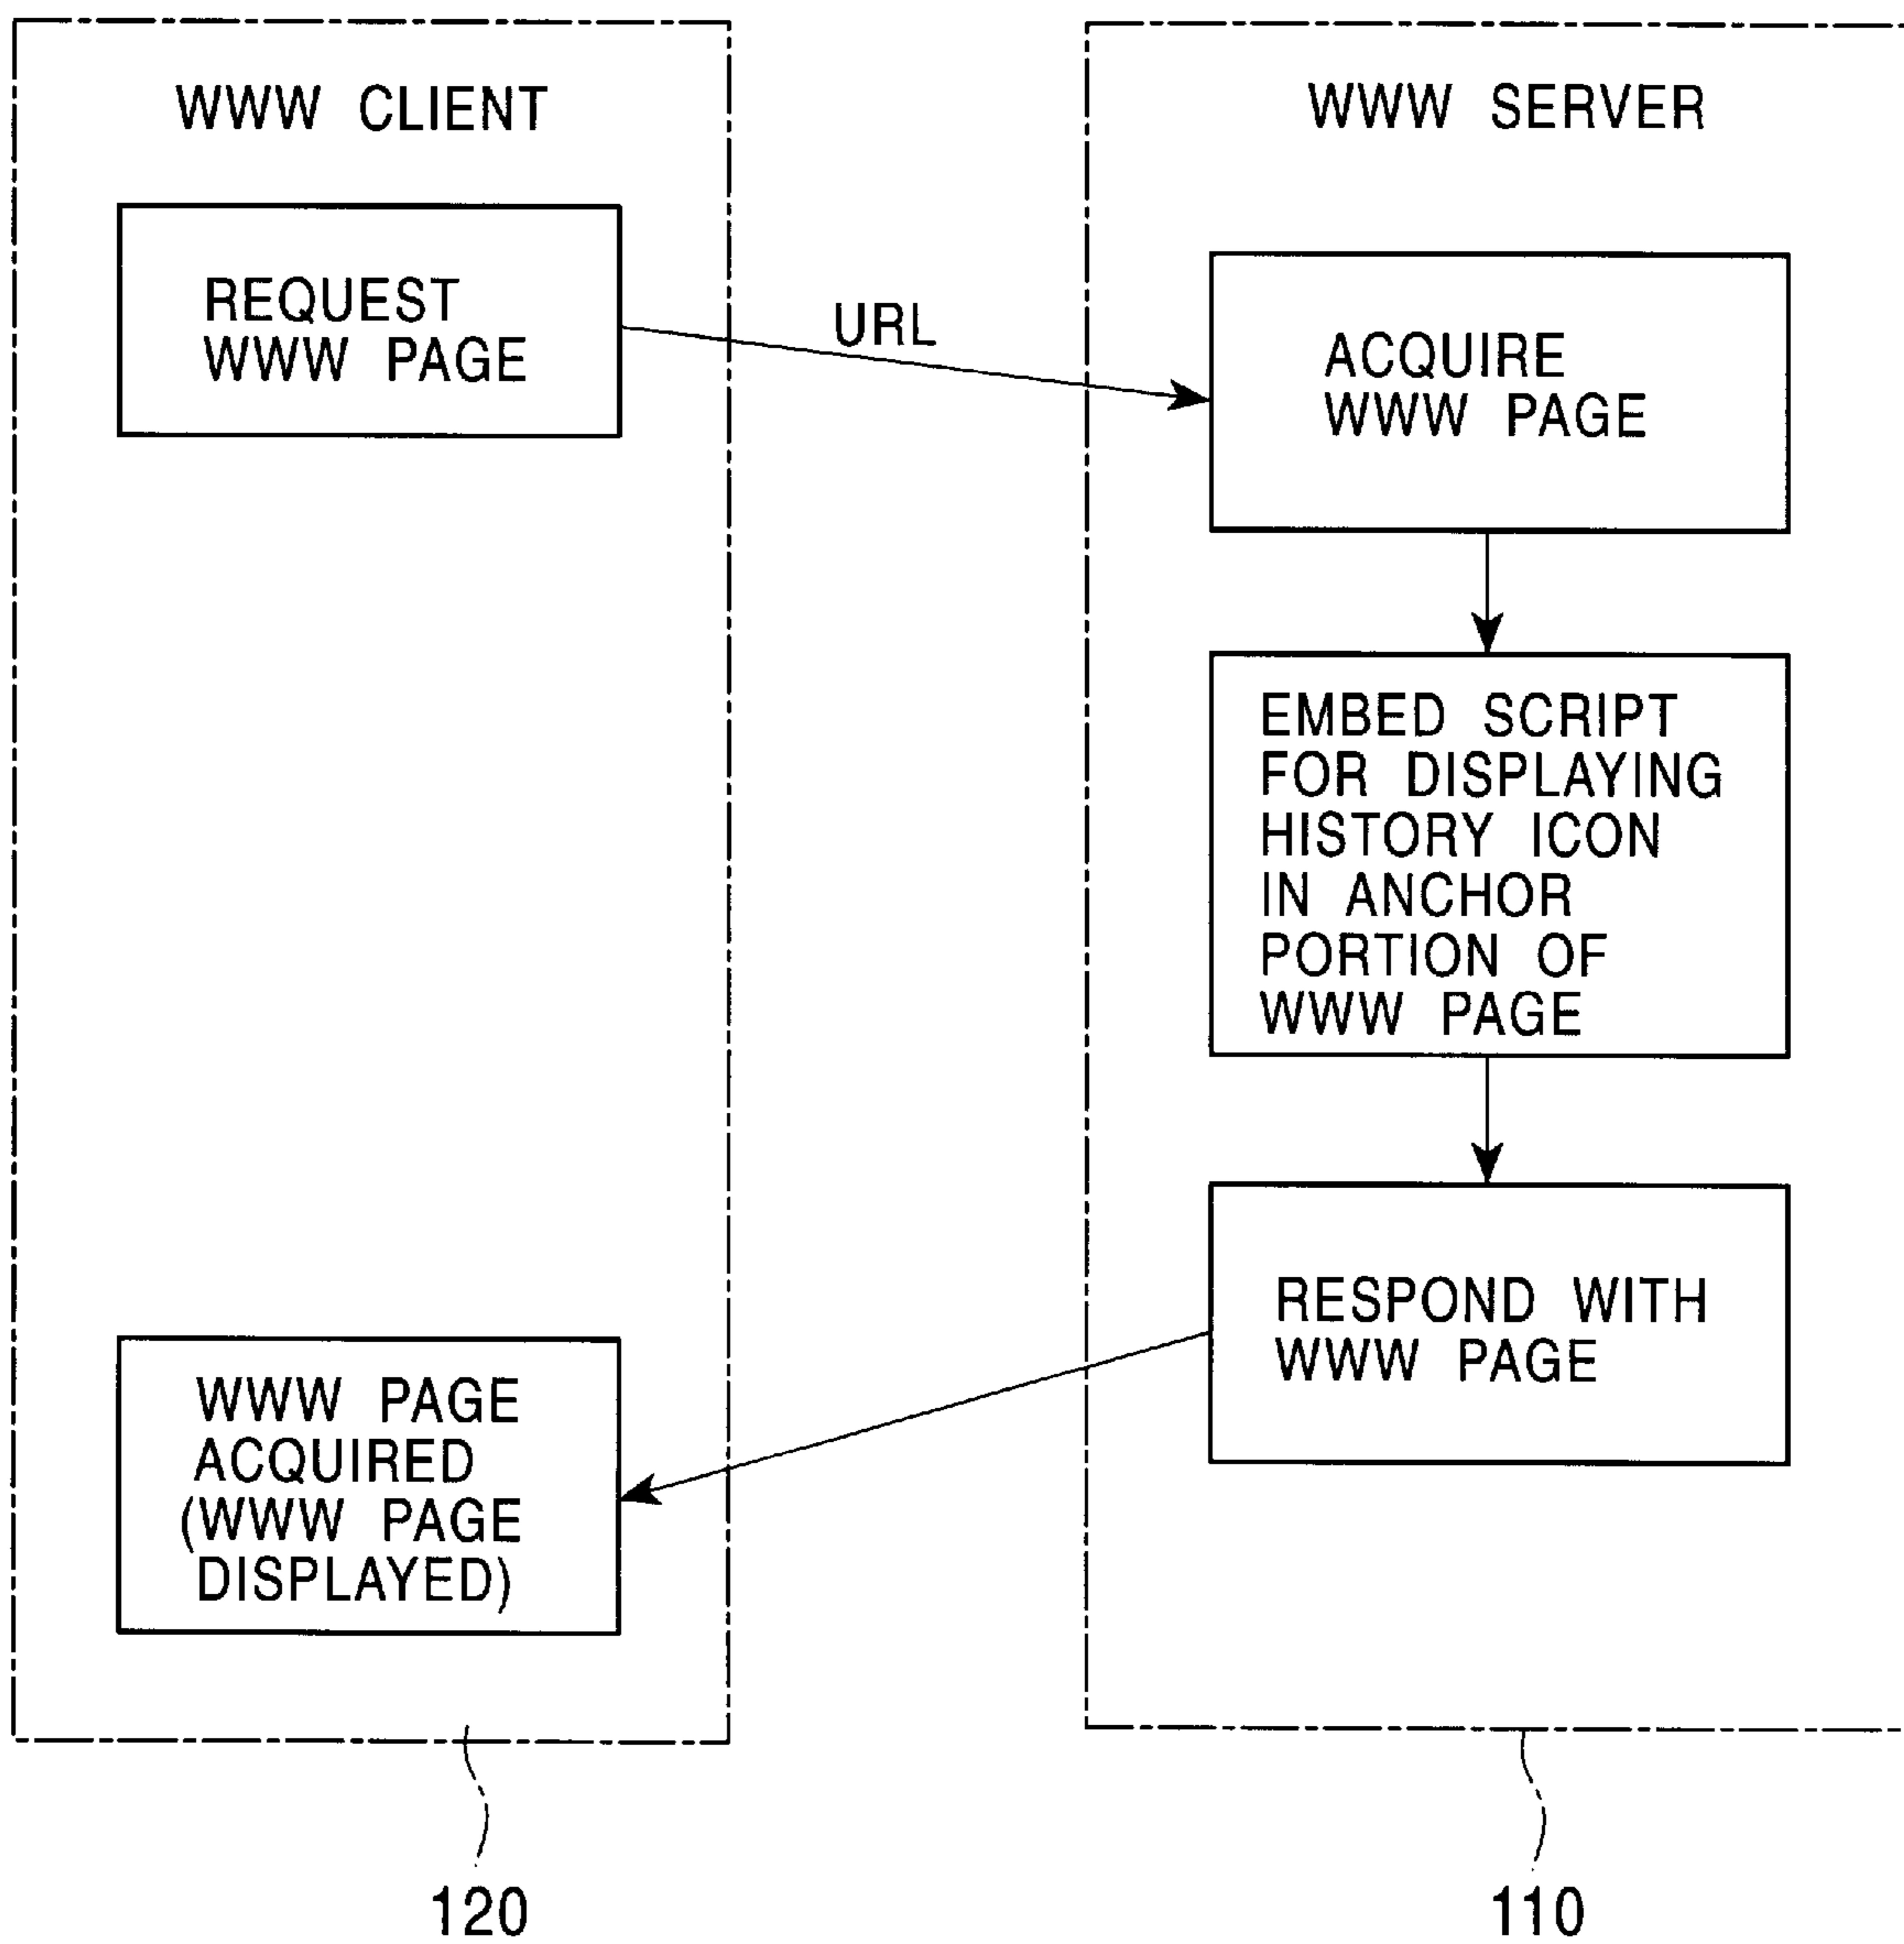 WWW CLIENT
WWW SERVER
REQUEST
WWW PAGE
URL
ACQUIRE
WWW PAGE
EMBED SCRIPT
FOR DISPLAYING
HISTORY ICON
IN ANCHOR
PORTION OF
WWW PAGE
RESPOND WITH
WWW PAGE
WWW PAGE
ACQUIRED
(WWW PAGE
DISPLAYED)
120
110